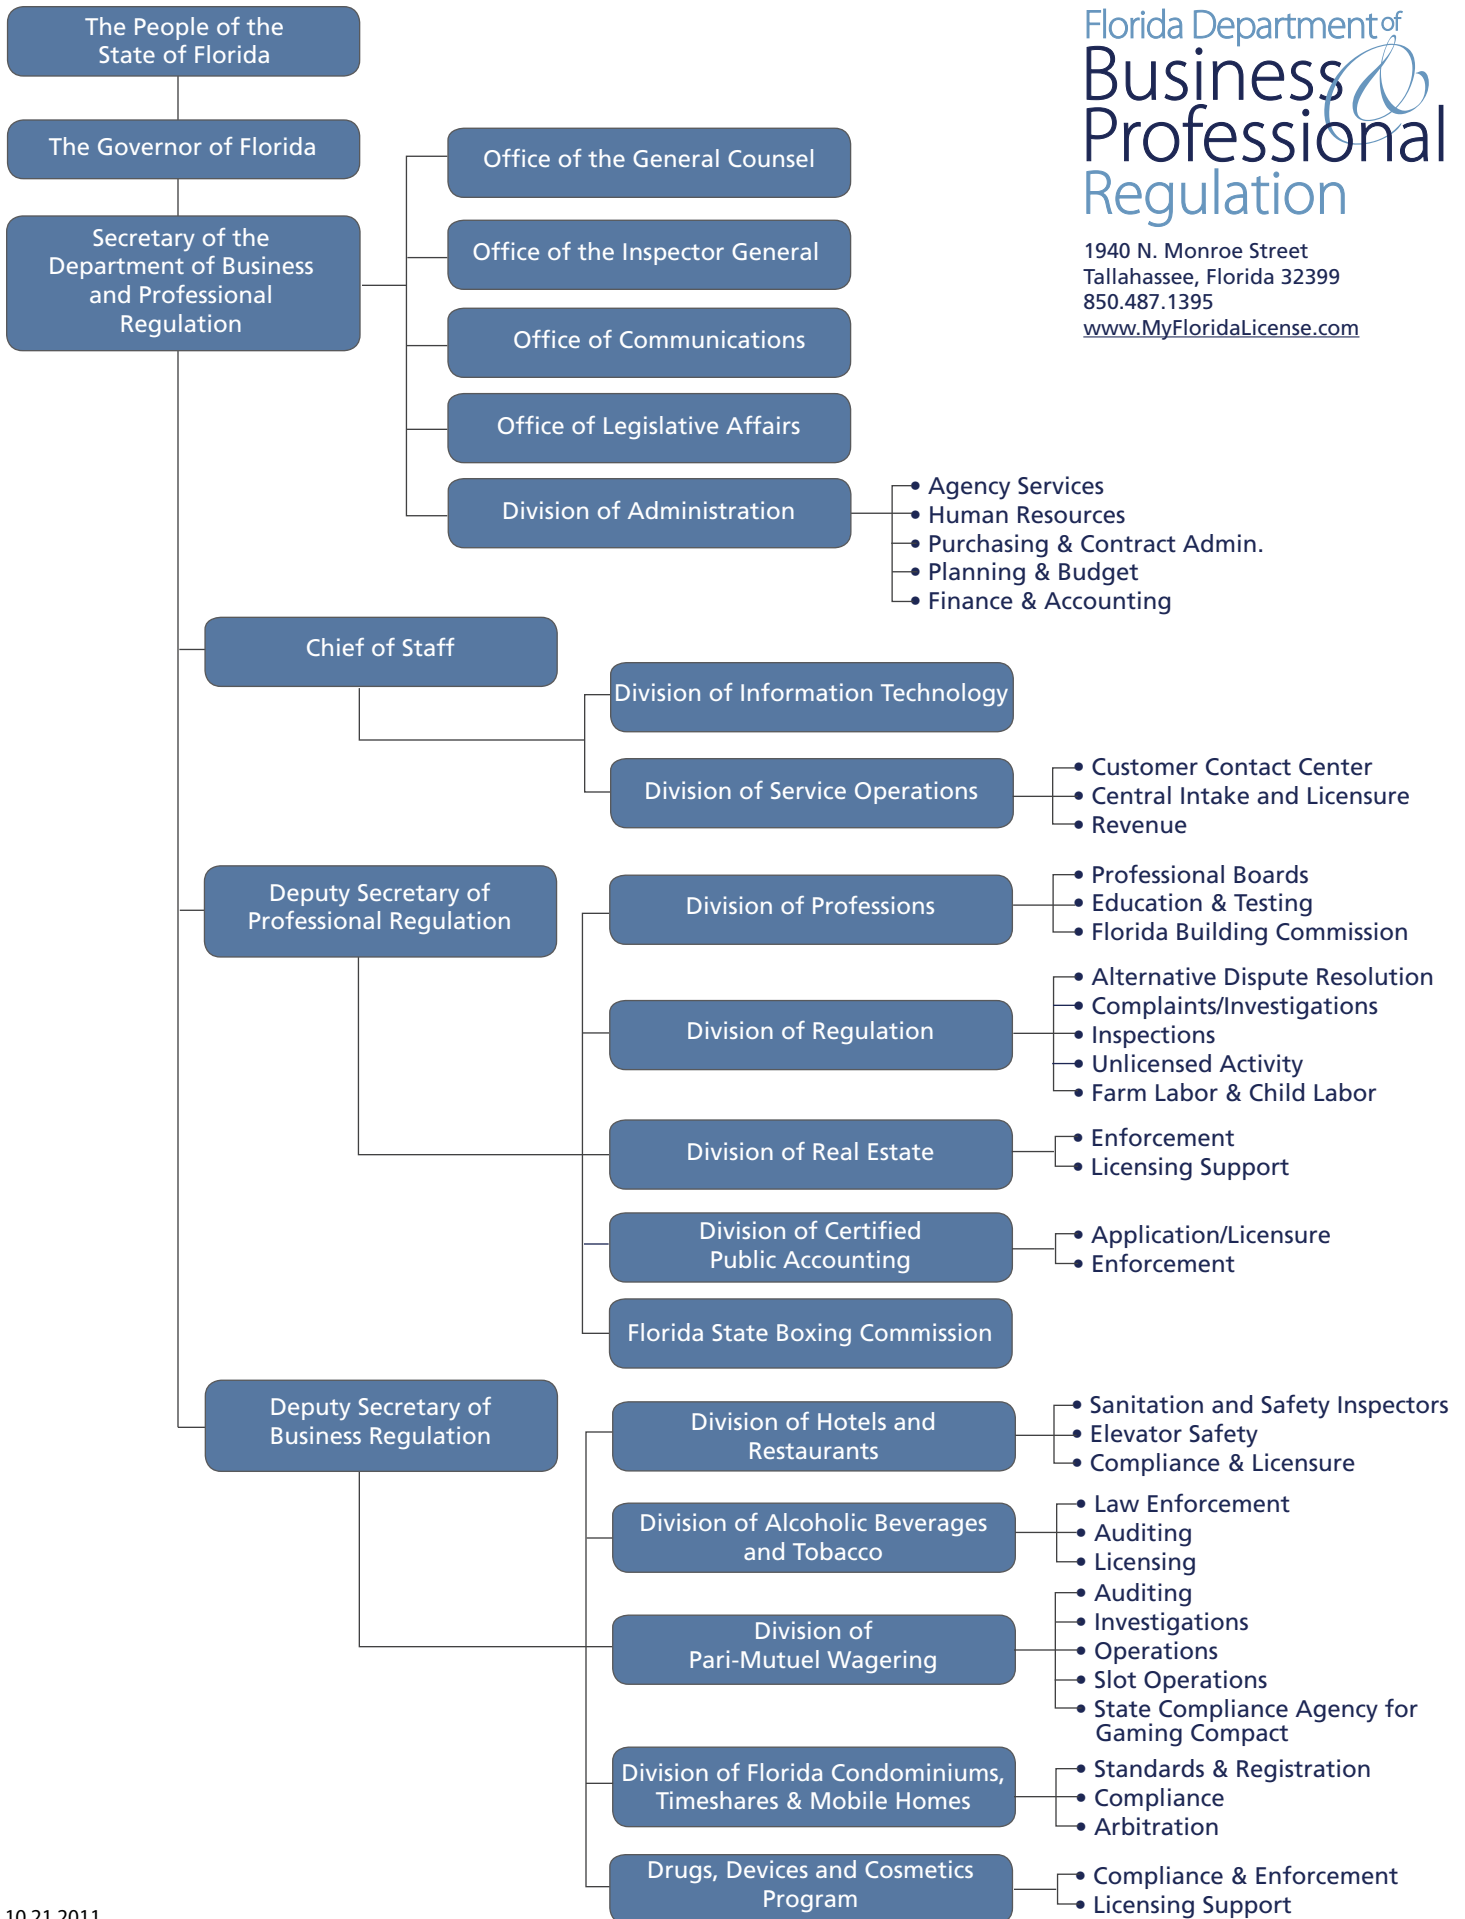 The People of the
State of Florida
The Governor of Florida
Secretary of the
Department of Business
and Professional
Regulation
Florida Department of
Business &
Professional
Regulation
1940 N. Monroe Street
Tallahassee, Florida 32399
850.487.1395
www.MyFloridaLicense.com
Office of the General Counsel
Office of the Inspector General
Office of Communications
Office of Legislative Affairs
Division of Administration
• Agency Services
• Human Resources
• Purchasing & Contract Admin.
• Planning & Budget
• Finance & Accounting
Chief of Staff
Division of Information Technology
Division of Service Operations
• Customer Contact Center
• Central Intake and Licensure
• Revenue
Deputy Secretary of
Professional Regulation
Division of Professions
• Professional Boards
• Education & Testing
• Florida Building Commission
Division of Regulation
• Alternative Dispute Resolution
• Complaints/Investigations
• Inspections
• Unlicensed Activity
• Farm Labor & Child Labor
Division of Real Estate
• Enforcement
• Licensing Support
Division of Certified
Public Accounting
• Application/Licensure
• Enforcement
Florida State Boxing Commission
Deputy Secretary of
Business Regulation
Division of Hotels and
Restaurants
• Sanitation and Safety Inspectors
• Elevator Safety
• Compliance & Licensure
Division of Alcoholic Beverages
and Tobacco
• Law Enforcement
• Auditing
• Licensing
Division of
Pari-Mutuel Wagering
• Auditing
• Investigations
• Operations
• Slot Operations
• State Compliance Agency for
Gaming Compact
Division of Florida Condominiums,
Timeshares & Mobile Homes
• Standards & Registration
• Compliance
• Arbitration
Drugs, Devices and Cosmetics
Program
• Compliance & Enforcement
• Licensing Support
10.21.2011